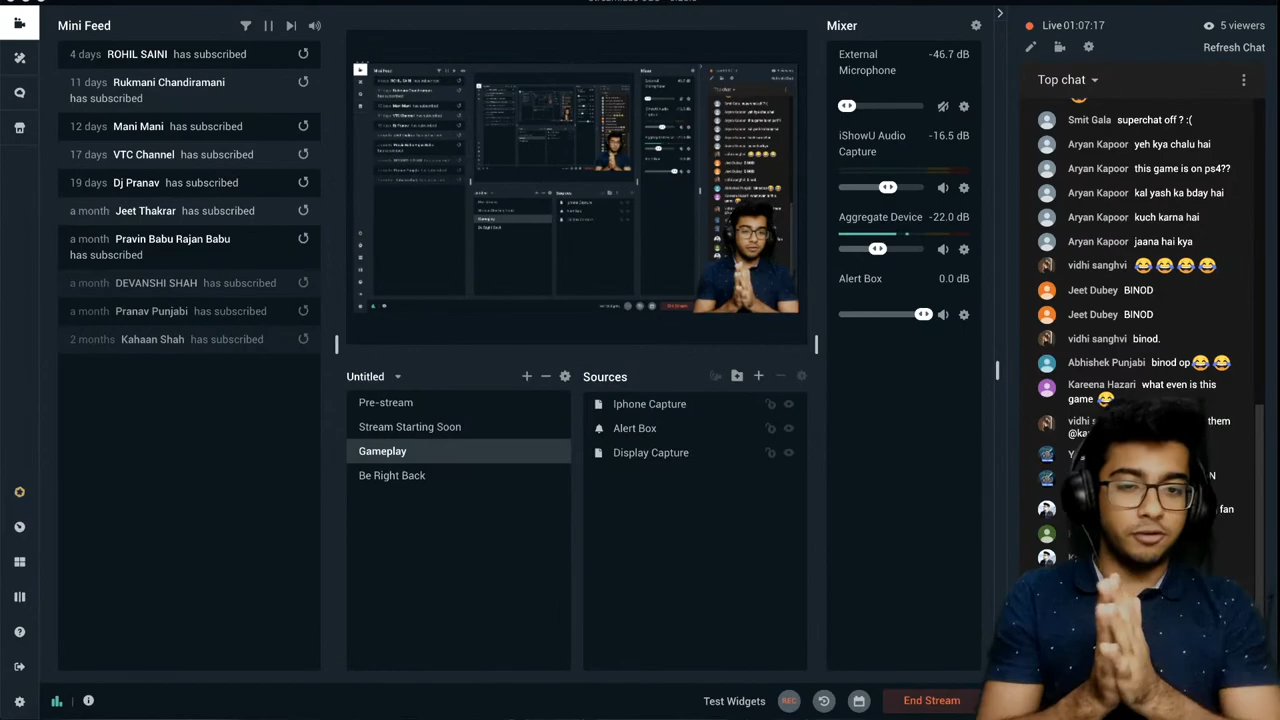 Mini Feed
4 days ROHIL SAINI has subscribed
11 days Rukmani Chandiramani
has subscribed
12 days Mani Mani has subscribed
17 days VTC Channel has subscribed
19 days Dj Pranav has subscribed
a month Jeet Thakrar has subscribed
a month Pravin Babu Rajan Babu
has subscribed
a month DEVANSHI SHAH has subscribed
a month Pranav Punjabi has subscribed
2 months Kahaan Shah has subscribed
Untitled
Pre-stream
Stream Starting Soon
Gameplay
Be Right Back
Sources
Iphone Capture
Alert Box
Display Capture
Mixer
External -46.7 dB
Microphone
iShowU Audio -16.5 dB
Capture
Aggregate Device -22.0 dB
Alert Box 0.0 dB
Live 01:07:17 5 viewers
Refresh Chat
Top chat
Smit Gala superchat off ? :(
Aryan Kapoor yeh kya chalu hai
Aryan Kapoor this game is on ps4??
Aryan Kapoor kal yash ka bday hai
Aryan Kapoor kuch karna hai
Aryan Kapoor jaana hai kya
vidhi sanghvi 😂😂😂😂
Jeet Dubey BINOD
Jeet Dubey BINOD
vidhi sanghvi binod.
Abhishek Punjabi binod op 😂😂
Kareena Hazari what even is this
game 😂
vidhi s them
fan
Test Widgets REC End Stream